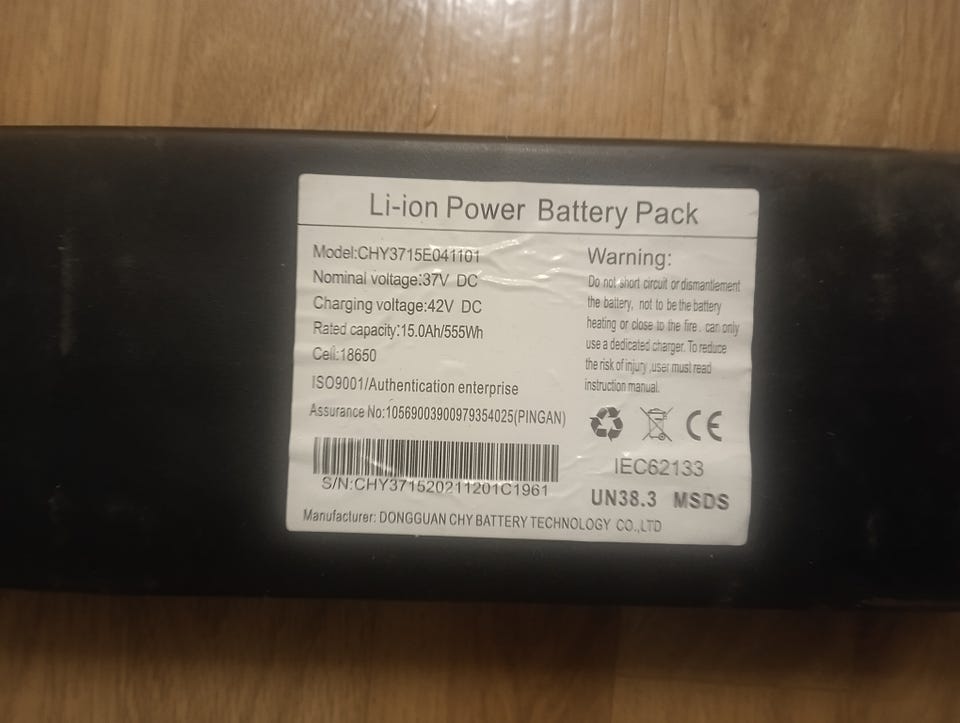 Li-ion Power Battery Pack
Model:CHY3715E041101
Nominal voltage:37V DC
Charging voltage:42V DC
Rated capacity:15.0Ah/555Wh
Cell:18650
ISO9001/Authentication enterprise
Assurance No:10569003900979354025(PINGAN)
S/N:CHY371520211201C1961
Manufacturer: DONGGUAN CHY BATTERY TECHNOLOGY CO.,LTD
Warning:
Do not short circuit or dismantlement
the battery, not to be the battery
heating or close to the fire . can only
use a dedicated charger. To reduce
the risk of injury ,user must read
instruction manual.
CE
IEC62133
UN38.3 MSDS